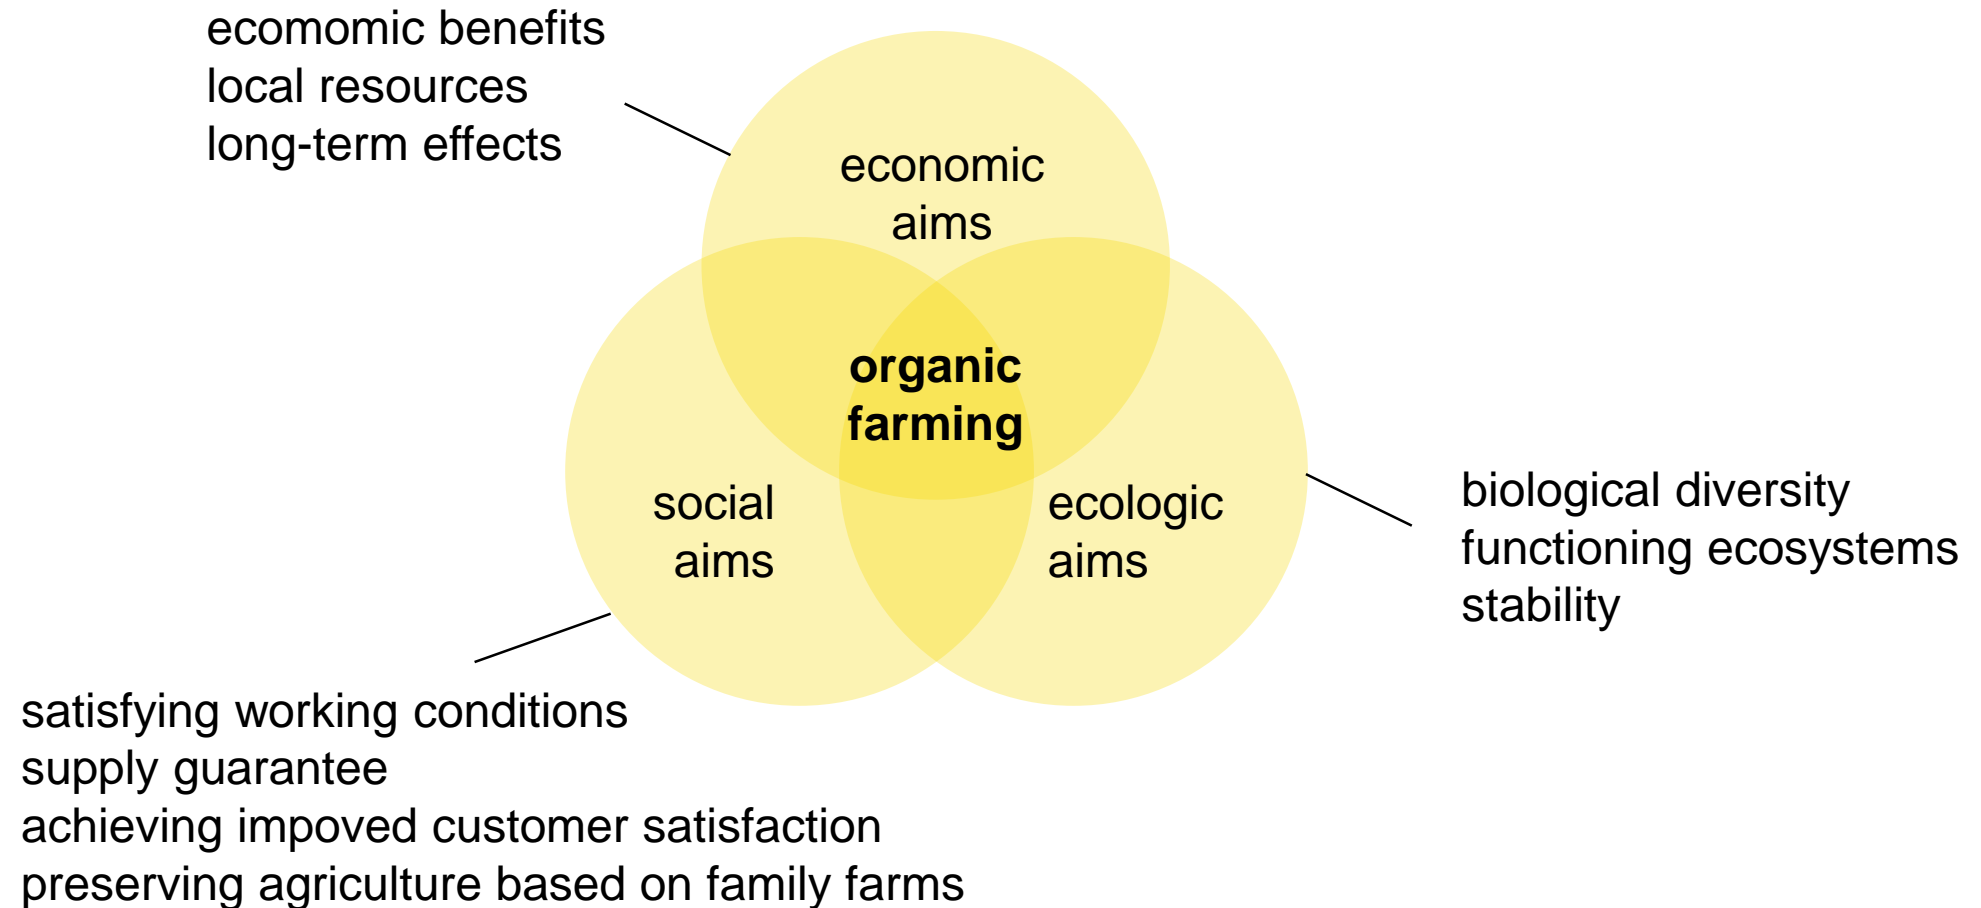 ecomomic benefits
local resources
long-term effects
economic
aims
organic
farming
social
aims
ecologic
aims
biological diversity
functioning ecosystems
stability
satisfying working conditions
supply guarantee
achieving impoved customer satisfaction
preserving agriculture based on family farms